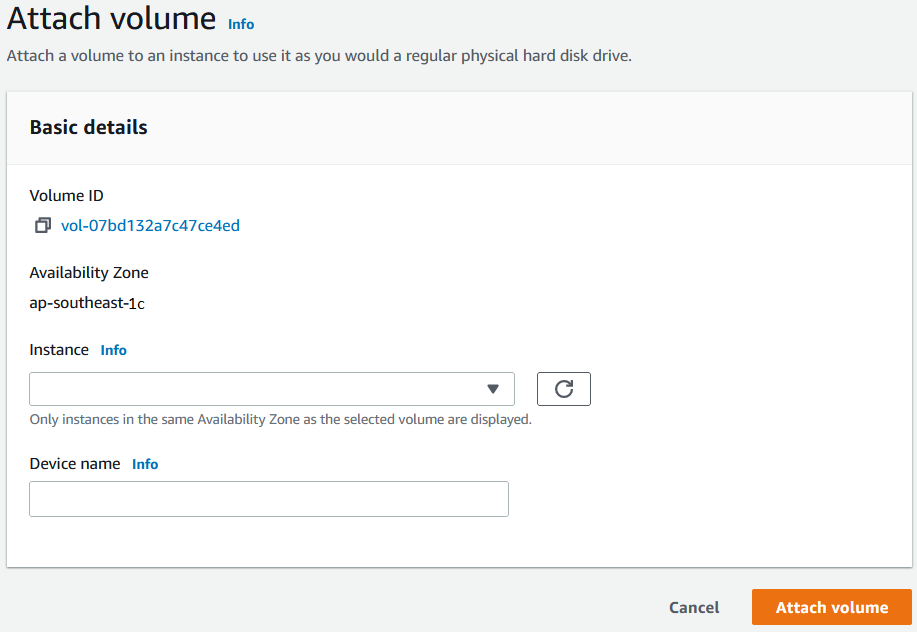 Attach volume Info
Attach a volume to an instance to use it as you would a regular physical hard disk drive.
Basic details
Volume ID
vol-07bd132a7c47ce4ed
Availability Zone
ap-southeast-1c
Instance Info
Only instances in the same Availability Zone as the selected volume are displayed.
Device name Info
Cancel Attach volume